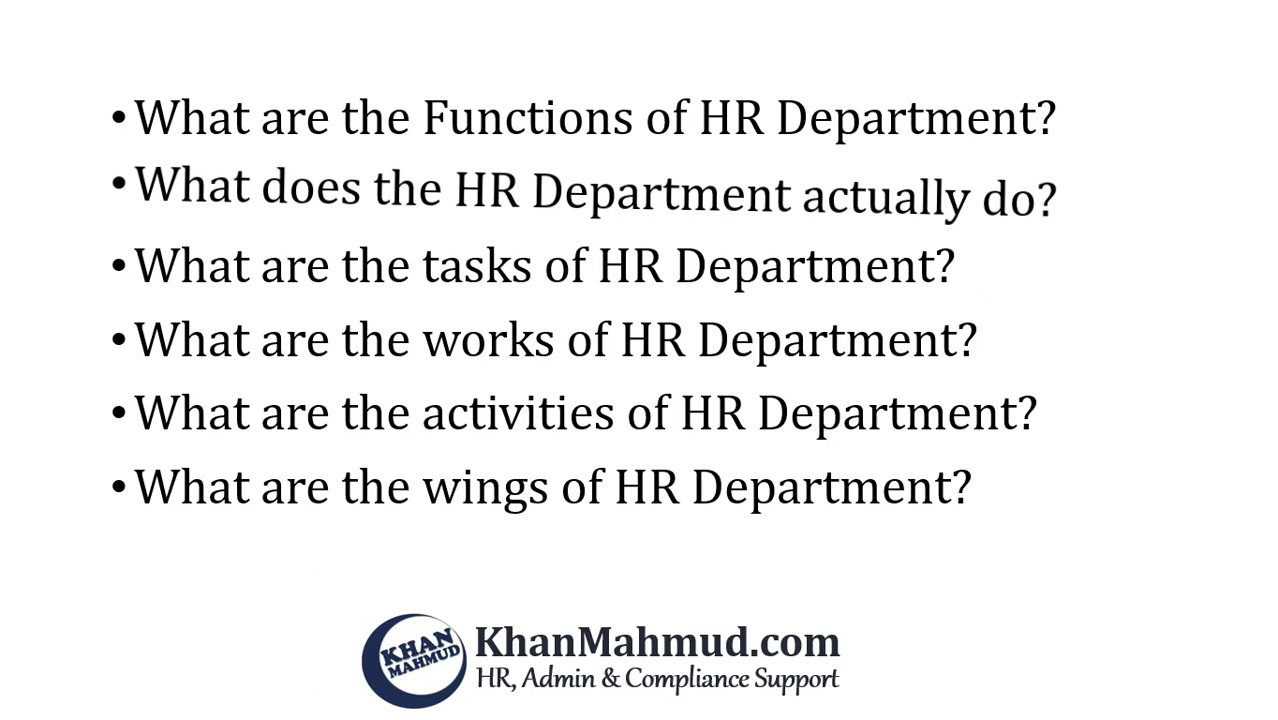 • What are the Functions of HR Department?
• What does the HR Department actually do?
• What are the tasks of HR Department?
• What are the works of HR Department?
• What are the activities of HR Department?
• What are the wings of HR Department?
KHAN
MAHMUD
KhanMahmud.com
HR, Admin & Compliance Support